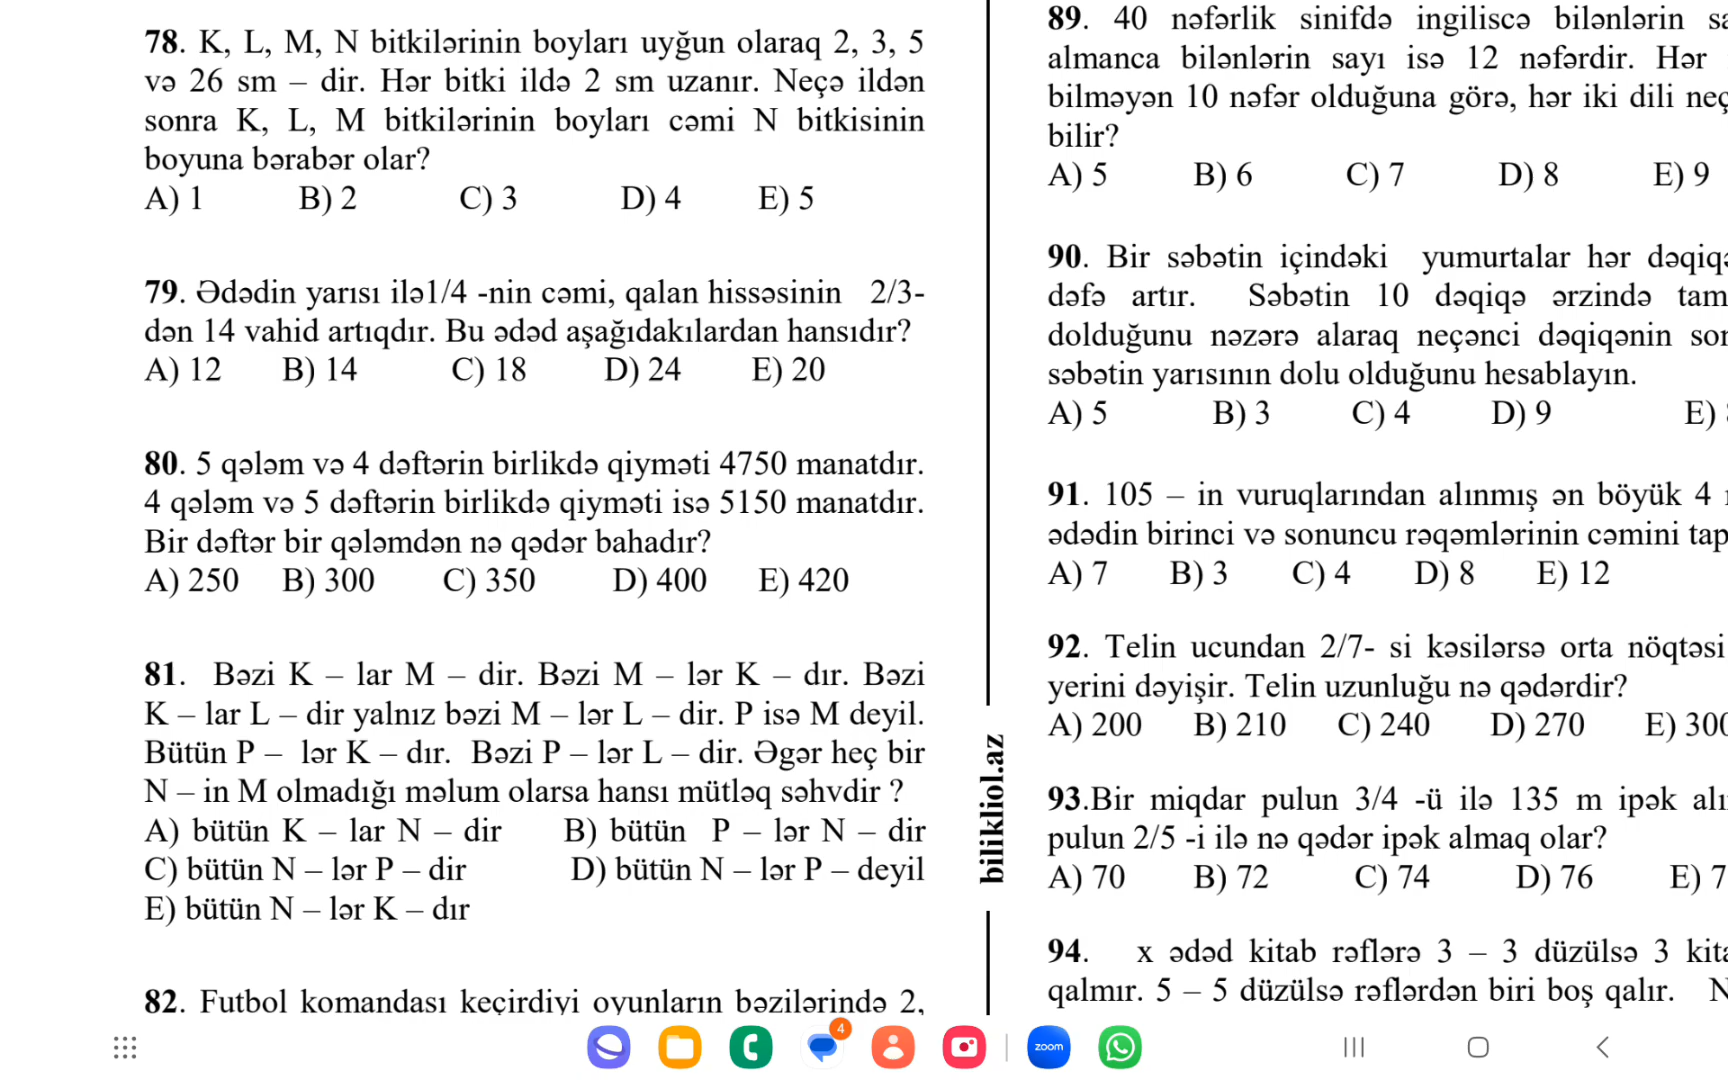 78. K, L, M, N bitkilərinin boyları uyğun olaraq 2, 3, 5
və 26 sm – dir. Hər bitki ildə 2 sm uzanır. Neçə ildən
sonra K, L, M bitkilərinin boyları cəmi N bitkisinin
boyuna bərabər olar?
A) 1 B) 2 C) 3 D) 4 E) 5
79. Ədədin yarısı ilə1/4 -nin cəmi, qalan hissəsinin 2/3-
dən 14 vahid artıqdır. Bu ədəd aşağıdakılardan hansıdır?
A) 12 B) 14 C) 18 D) 24 E) 20
80. 5 qələm və 4 dəftərin birlikdə qiyməti 4750 manatdır.
4 qələm və 5 dəftərin birlikdə qiyməti isə 5150 manatdır.
Bir dəftər bir qələmdən nə qədər bahadır?
A) 250 B) 300 C) 350 D) 400 E) 420
81. Bəzi K – lar M – dir. Bəzi M – lər K – dır. Bəzi
K – lar L – dir yalnız bəzi M – lər L – dir. P isə M deyil.
Bütün P – lər K – dır. Bəzi P – lər L – dir. Əgər heç bir
N – in M olmadığı məlum olarsa hansı mütləq səhvdir ?
A) bütün K – lar N – dir B) bütün P – lər N – dir
C) bütün N – lər P – dir D) bütün N – lər P – deyil
E) bütün N – lər K – dır
82. Futbol komandası keçirdiyi oyunların bəzilərində 2,
bilikliol.az
89. 40 nəfərlik sinifdə ingiliscə bilənlərin
almanca bilənlərin sayı isə 12 nəfərdir. Hər
bilməyən 10 nəfər olduğuna görə, hər iki dili
bilir?
A) 5 B) 6 C) 7 D) 8 E) 9
90. Bir səbətin içindəki yumurtalar hər
dəfə artır. Səbətin 10 dəqiqə ərzində tam
dolduğunu nəzərə alaraq neçənci dəqiqənin
səbətin yarısının dolu olduğunu hesablayın.
A) 5 B) 3 C) 4 D) 9 E)
91. 105 – in vuruqlarından alınmış ən böyük 4
ədədin birinci və sonuncu rəqəmlərinin cəmini
A) 7 B) 3 C) 4 D) 8 E) 12
92. Telin ucundan 2/7- si kəsilərsə orta nöqtəsi
yerini dəyişir. Telin uzunluğu nə qədərdir?
A) 200 B) 210 C) 240 D) 270 E) 300
93.Bir miqdar pulun 3/4 -ü ilə 135 m ipək
pulun 2/5 -i ilə nə qədər ipək almaq olar?
A) 70 B) 72 C) 74 D) 76 E)
94. x ədəd kitab rəflərə 3 – 3 düzülsə 3
qalmır. 5 – 5 düzülsə rəflərdən biri boş qalır.
4
zoom